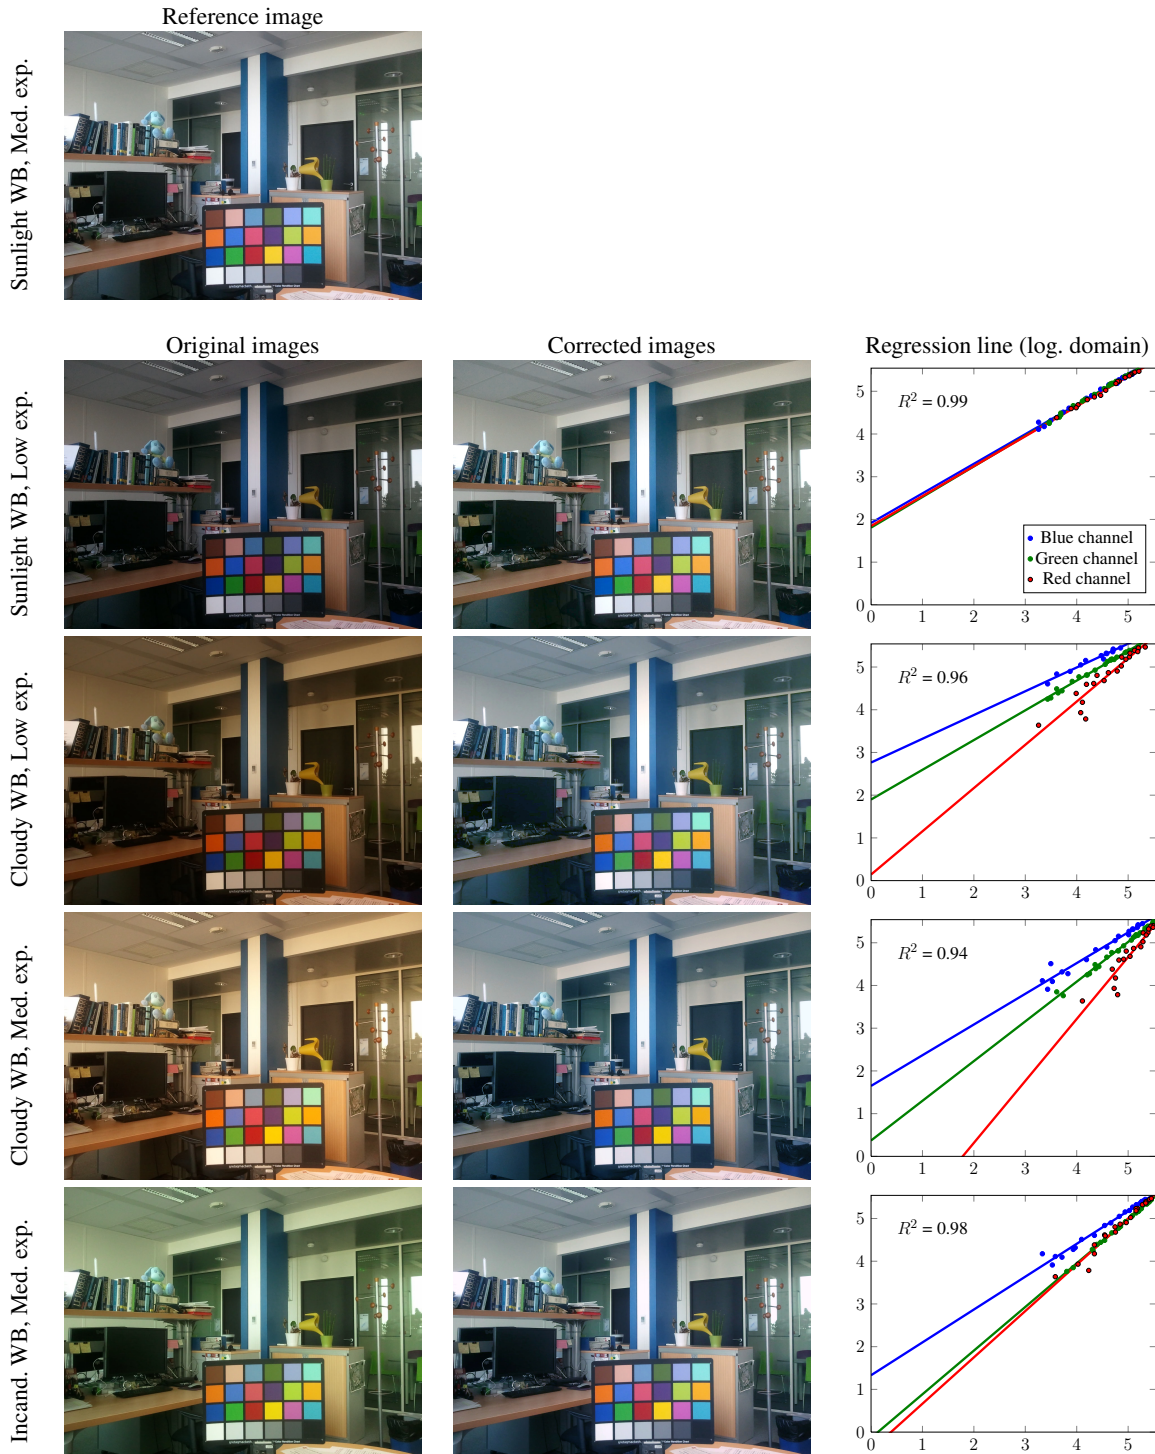 Reference image
Sunlight WB, Med. exp.
Original images
Corrected images
Regression line (log. domain)
Sunlight WB, Low exp.
R² = 0.99
5
4
3
2
1
0
0 1 2 3 4 5
Blue channel
Green channel
Red channel
Cloudy WB, Low exp.
R² = 0.96
5
4
3
2
1
0
0 1 2 3 4 5
Cloudy WB, Med. exp.
R² = 0.94
5
4
3
2
1
0
0 1 2 3 4 5
Incand. WB, Med. exp.
R² = 0.98
5
4
3
2
1
0
0 1 2 3 4 5